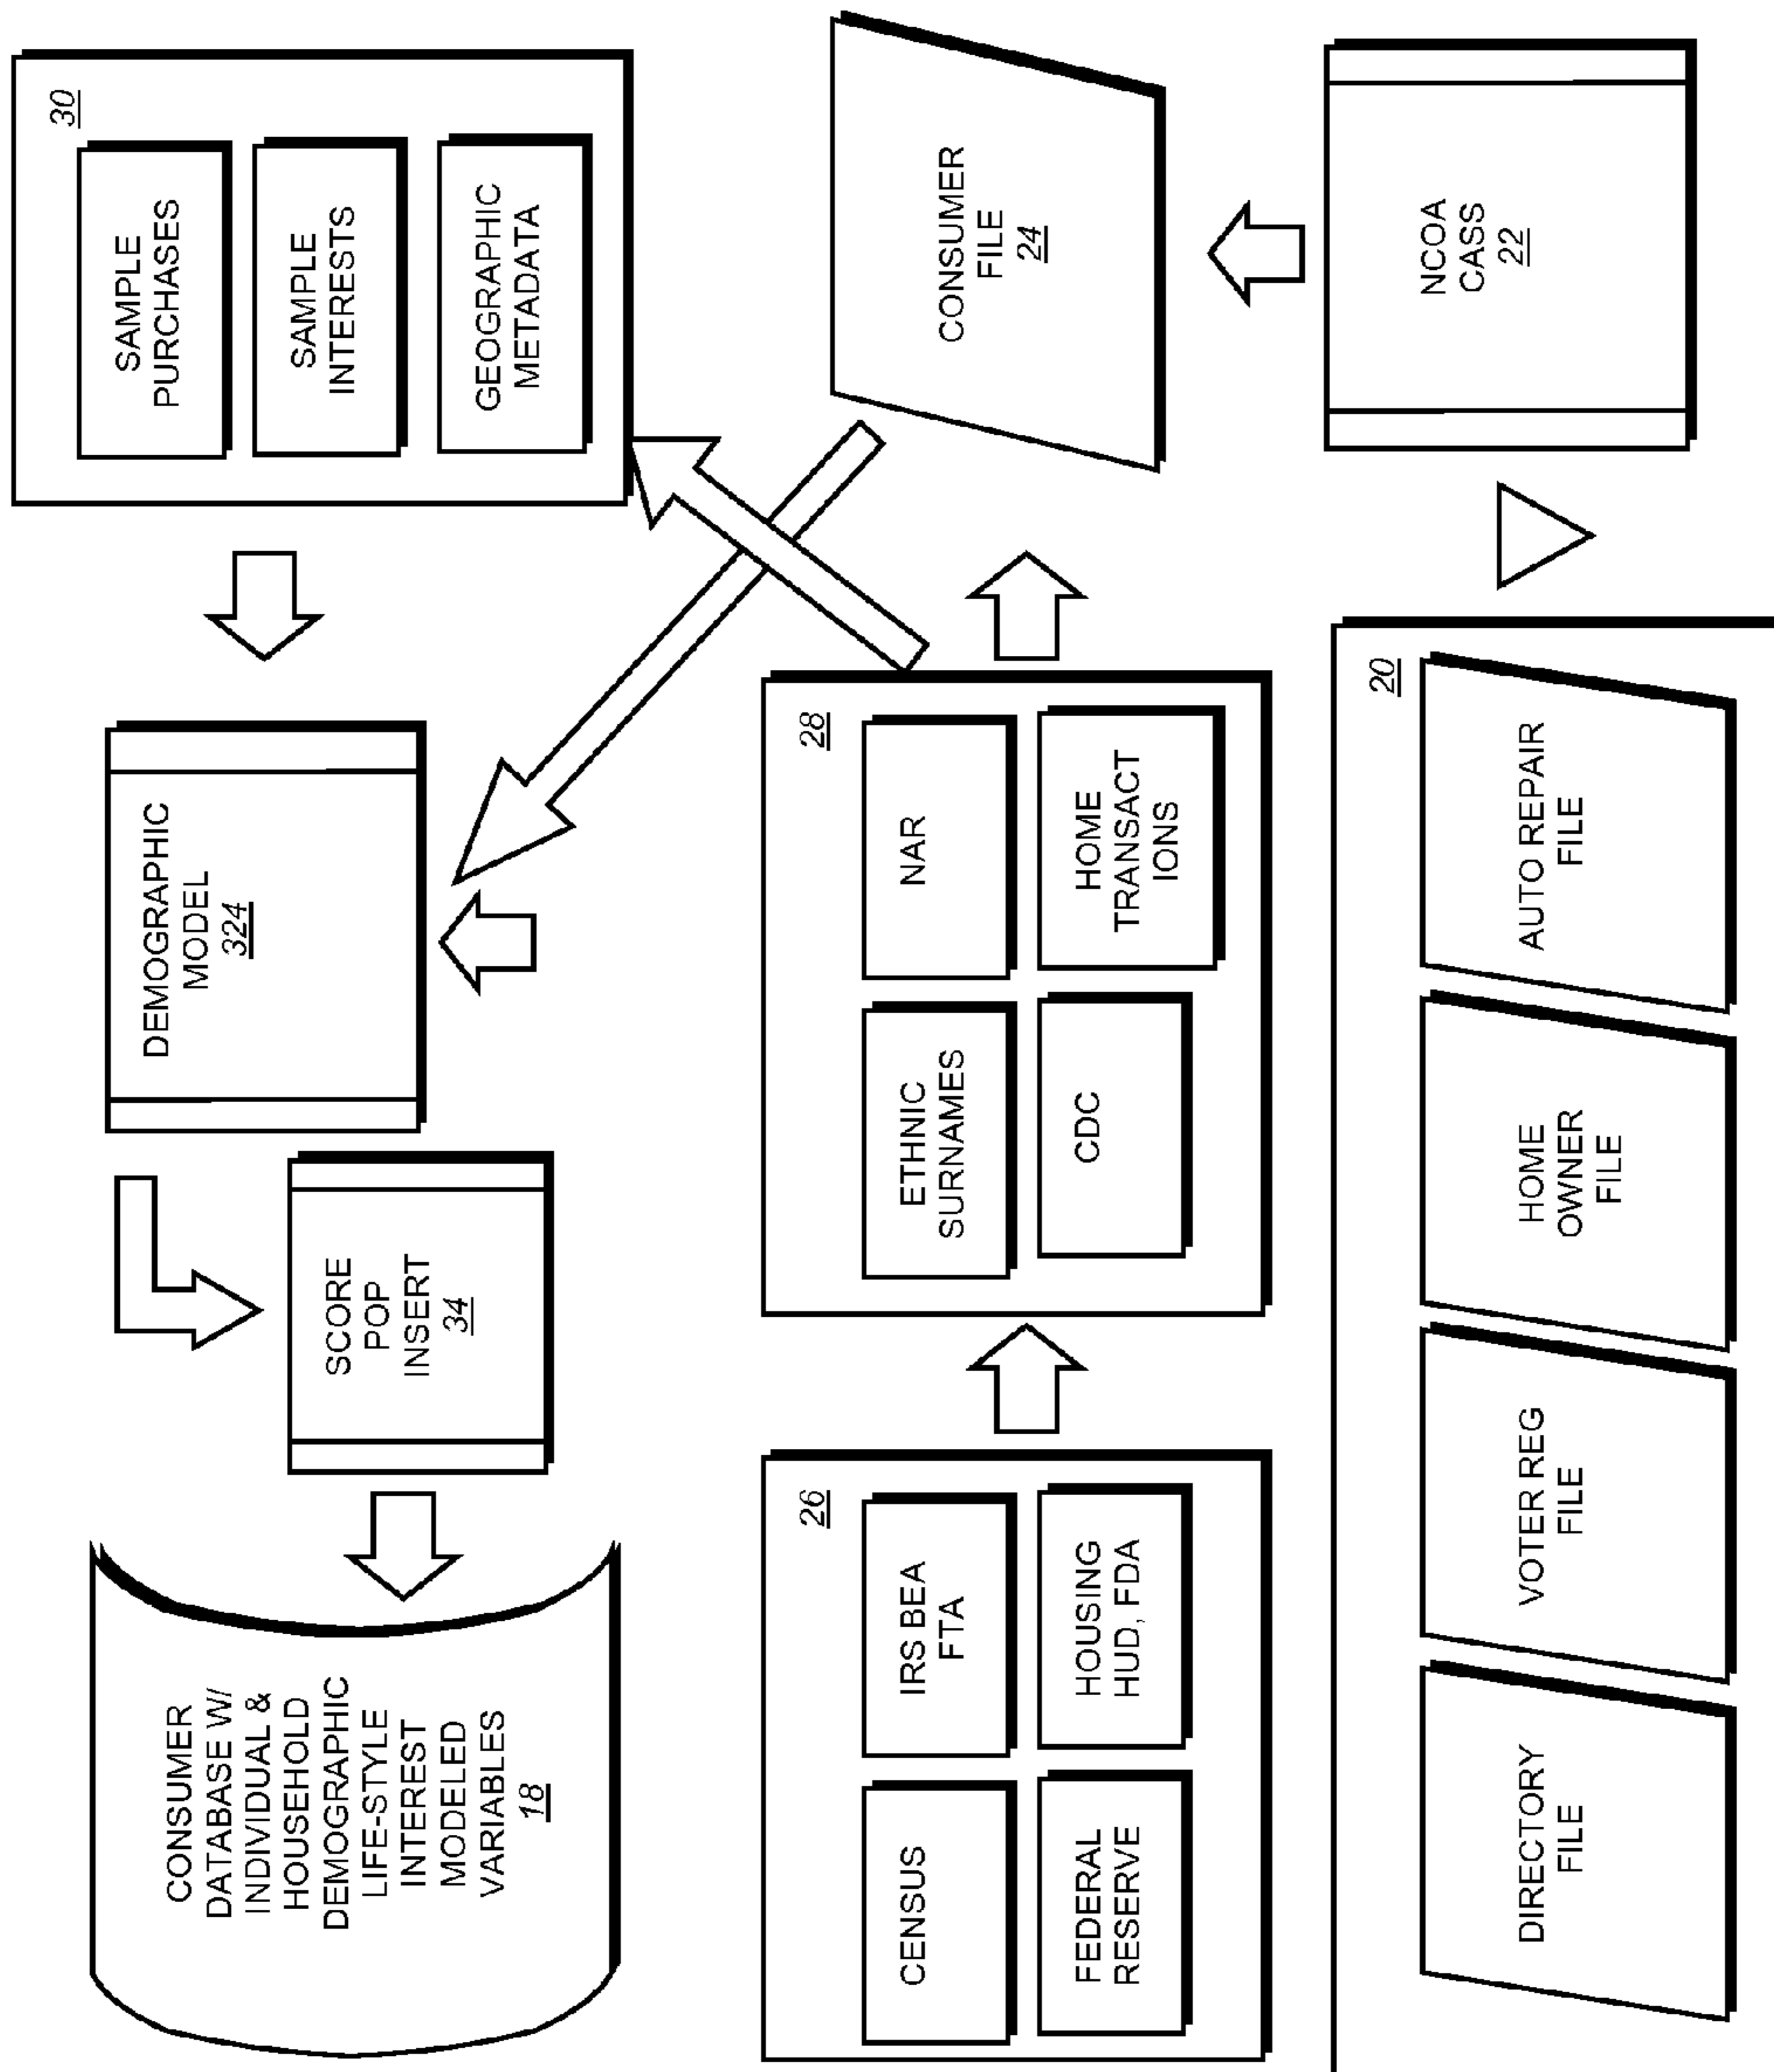 CONSUMER
DATABASE W/
INDIVIDUAL &
HOUSEHOLD
DEMOGRAPHIC
LIFE-STYLE
INTEREST
MODELED
VARIABLES
18
SCORE
POP
INSERT
34
DEMOGRAPHIC
MODEL
324
30
SAMPLE
PURCHASES
SAMPLE
INTERESTS
GEOGRAPHIC
METADATA
26
CENSUS
IRS BEA
FTA
FEDERAL
RESERVE
HOUSING
HUD, FDA
28
ETHNIC
SURNAMES
NAR
CDC
HOME
TRANSACT
IONS
CONSUMER
FILE
24
20
DIRECTORY
FILE
VOTER REG
FILE
HOME
OWNER
FILE
AUTO REPAIR
FILE
NCOA
CASS
22